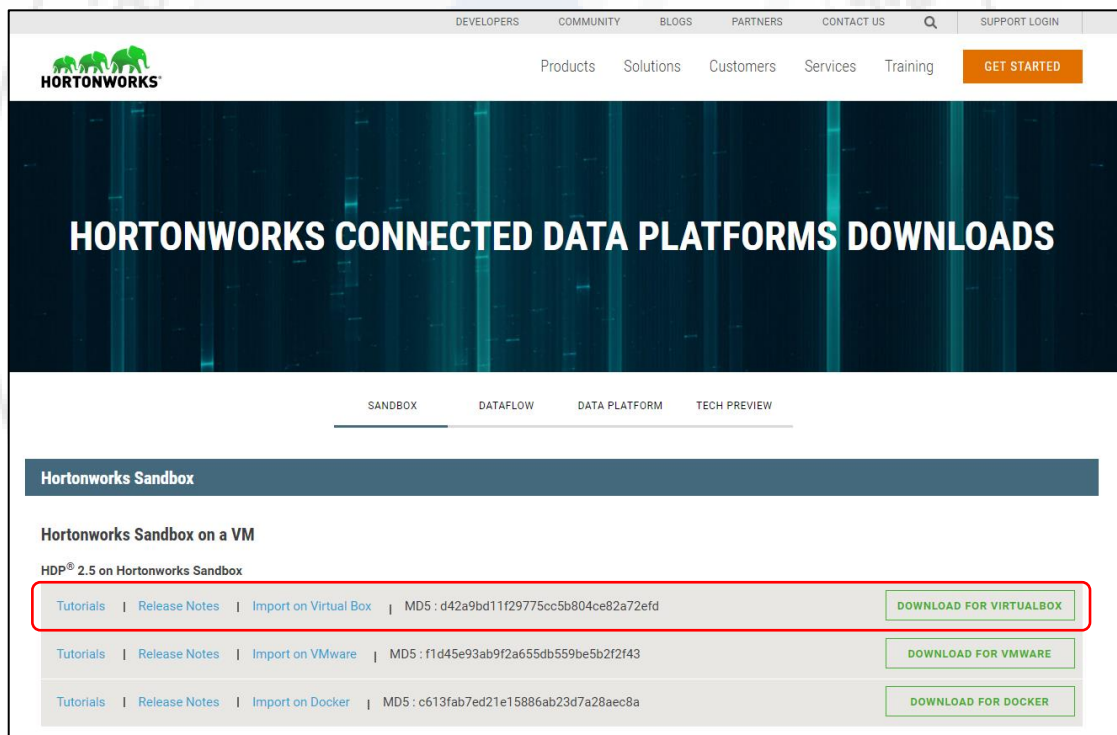 DEVELOPERS COMMUNITY BLOGS PARTNERS CONTACT US SUPPORT LOGIN
HORTONWORKS®
Products Solutions Customers Services Training GET STARTED
HORTONWORKS CONNECTED DATA PLATFORMS DOWNLOADS
SANDBOX DATAFLOW DATA PLATFORM TECH PREVIEW
Hortonworks Sandbox
Hortonworks Sandbox on a VM
HDP® 2.5 on Hortonworks Sandbox
Tutorials | Release Notes | Import on Virtual Box | MD5 : d42a9bd11f29775cc5b804ce82a72efd DOWNLOAD FOR VIRTUALBOX
Tutorials | Release Notes | Import on VMware | MD5 : f1d45e93ab9f2a655db559be5b2f2f43 DOWNLOAD FOR VMWARE
Tutorials | Release Notes | Import on Docker | MD5 : c613fab7ed21e15886ab23d7a28aec8a DOWNLOAD FOR DOCKER